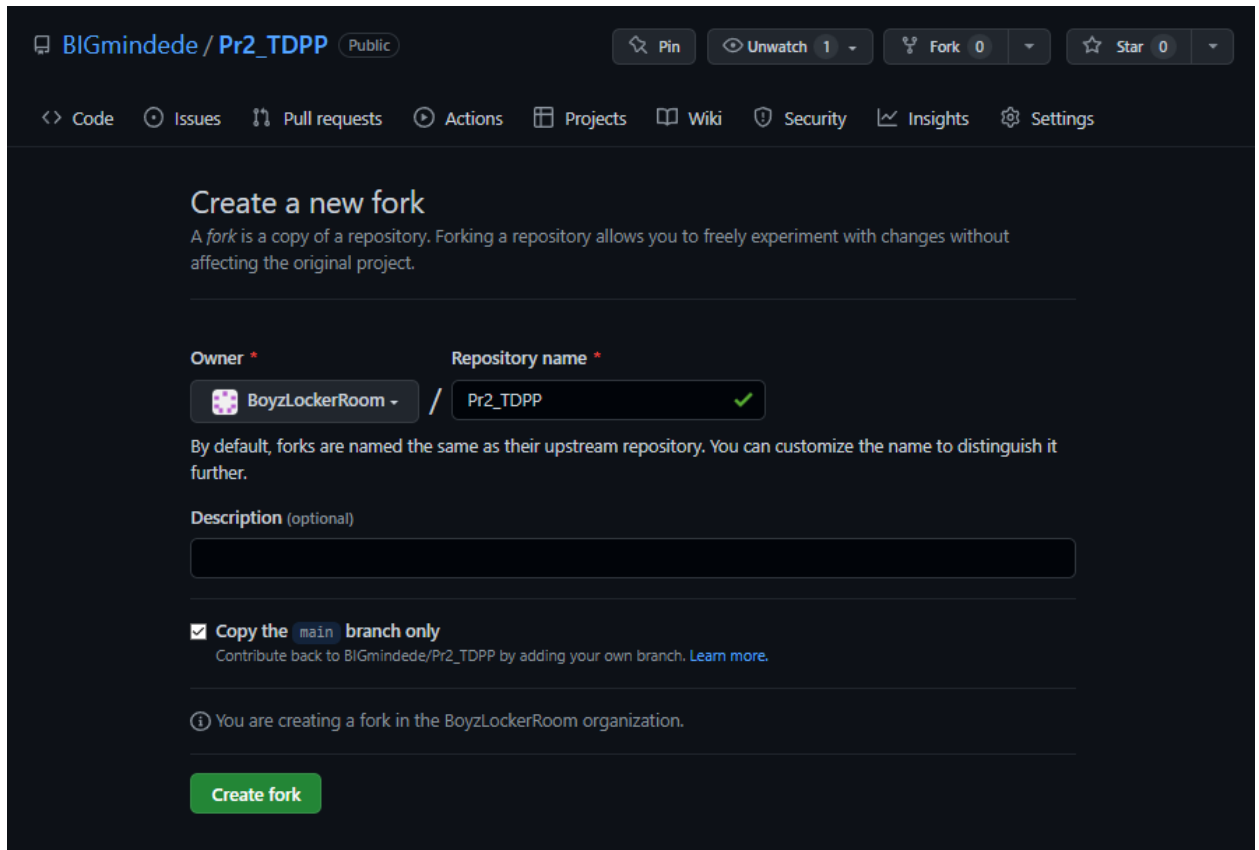 BIGmindede / Pr2_TDPP Public Pin Unwatch 1 Fork 0 Star 0
Code Issues Pull requests Actions Projects Wiki Security Insights Settings
Create a new fork
A fork is a copy of a repository. Forking a repository allows you to freely experiment with changes without
affecting the original project.
Owner * Repository name *
BoyzLockerRoom / Pr2_TDPP
By default, forks are named the same as their upstream repository. You can customize the name to distinguish it
further.
Description (optional)
Copy the main branch only
Contribute back to BIGmindede/Pr2_TDPP by adding your own branch. Learn more.
You are creating a fork in the BoyzLockerRoom organization.
Create fork